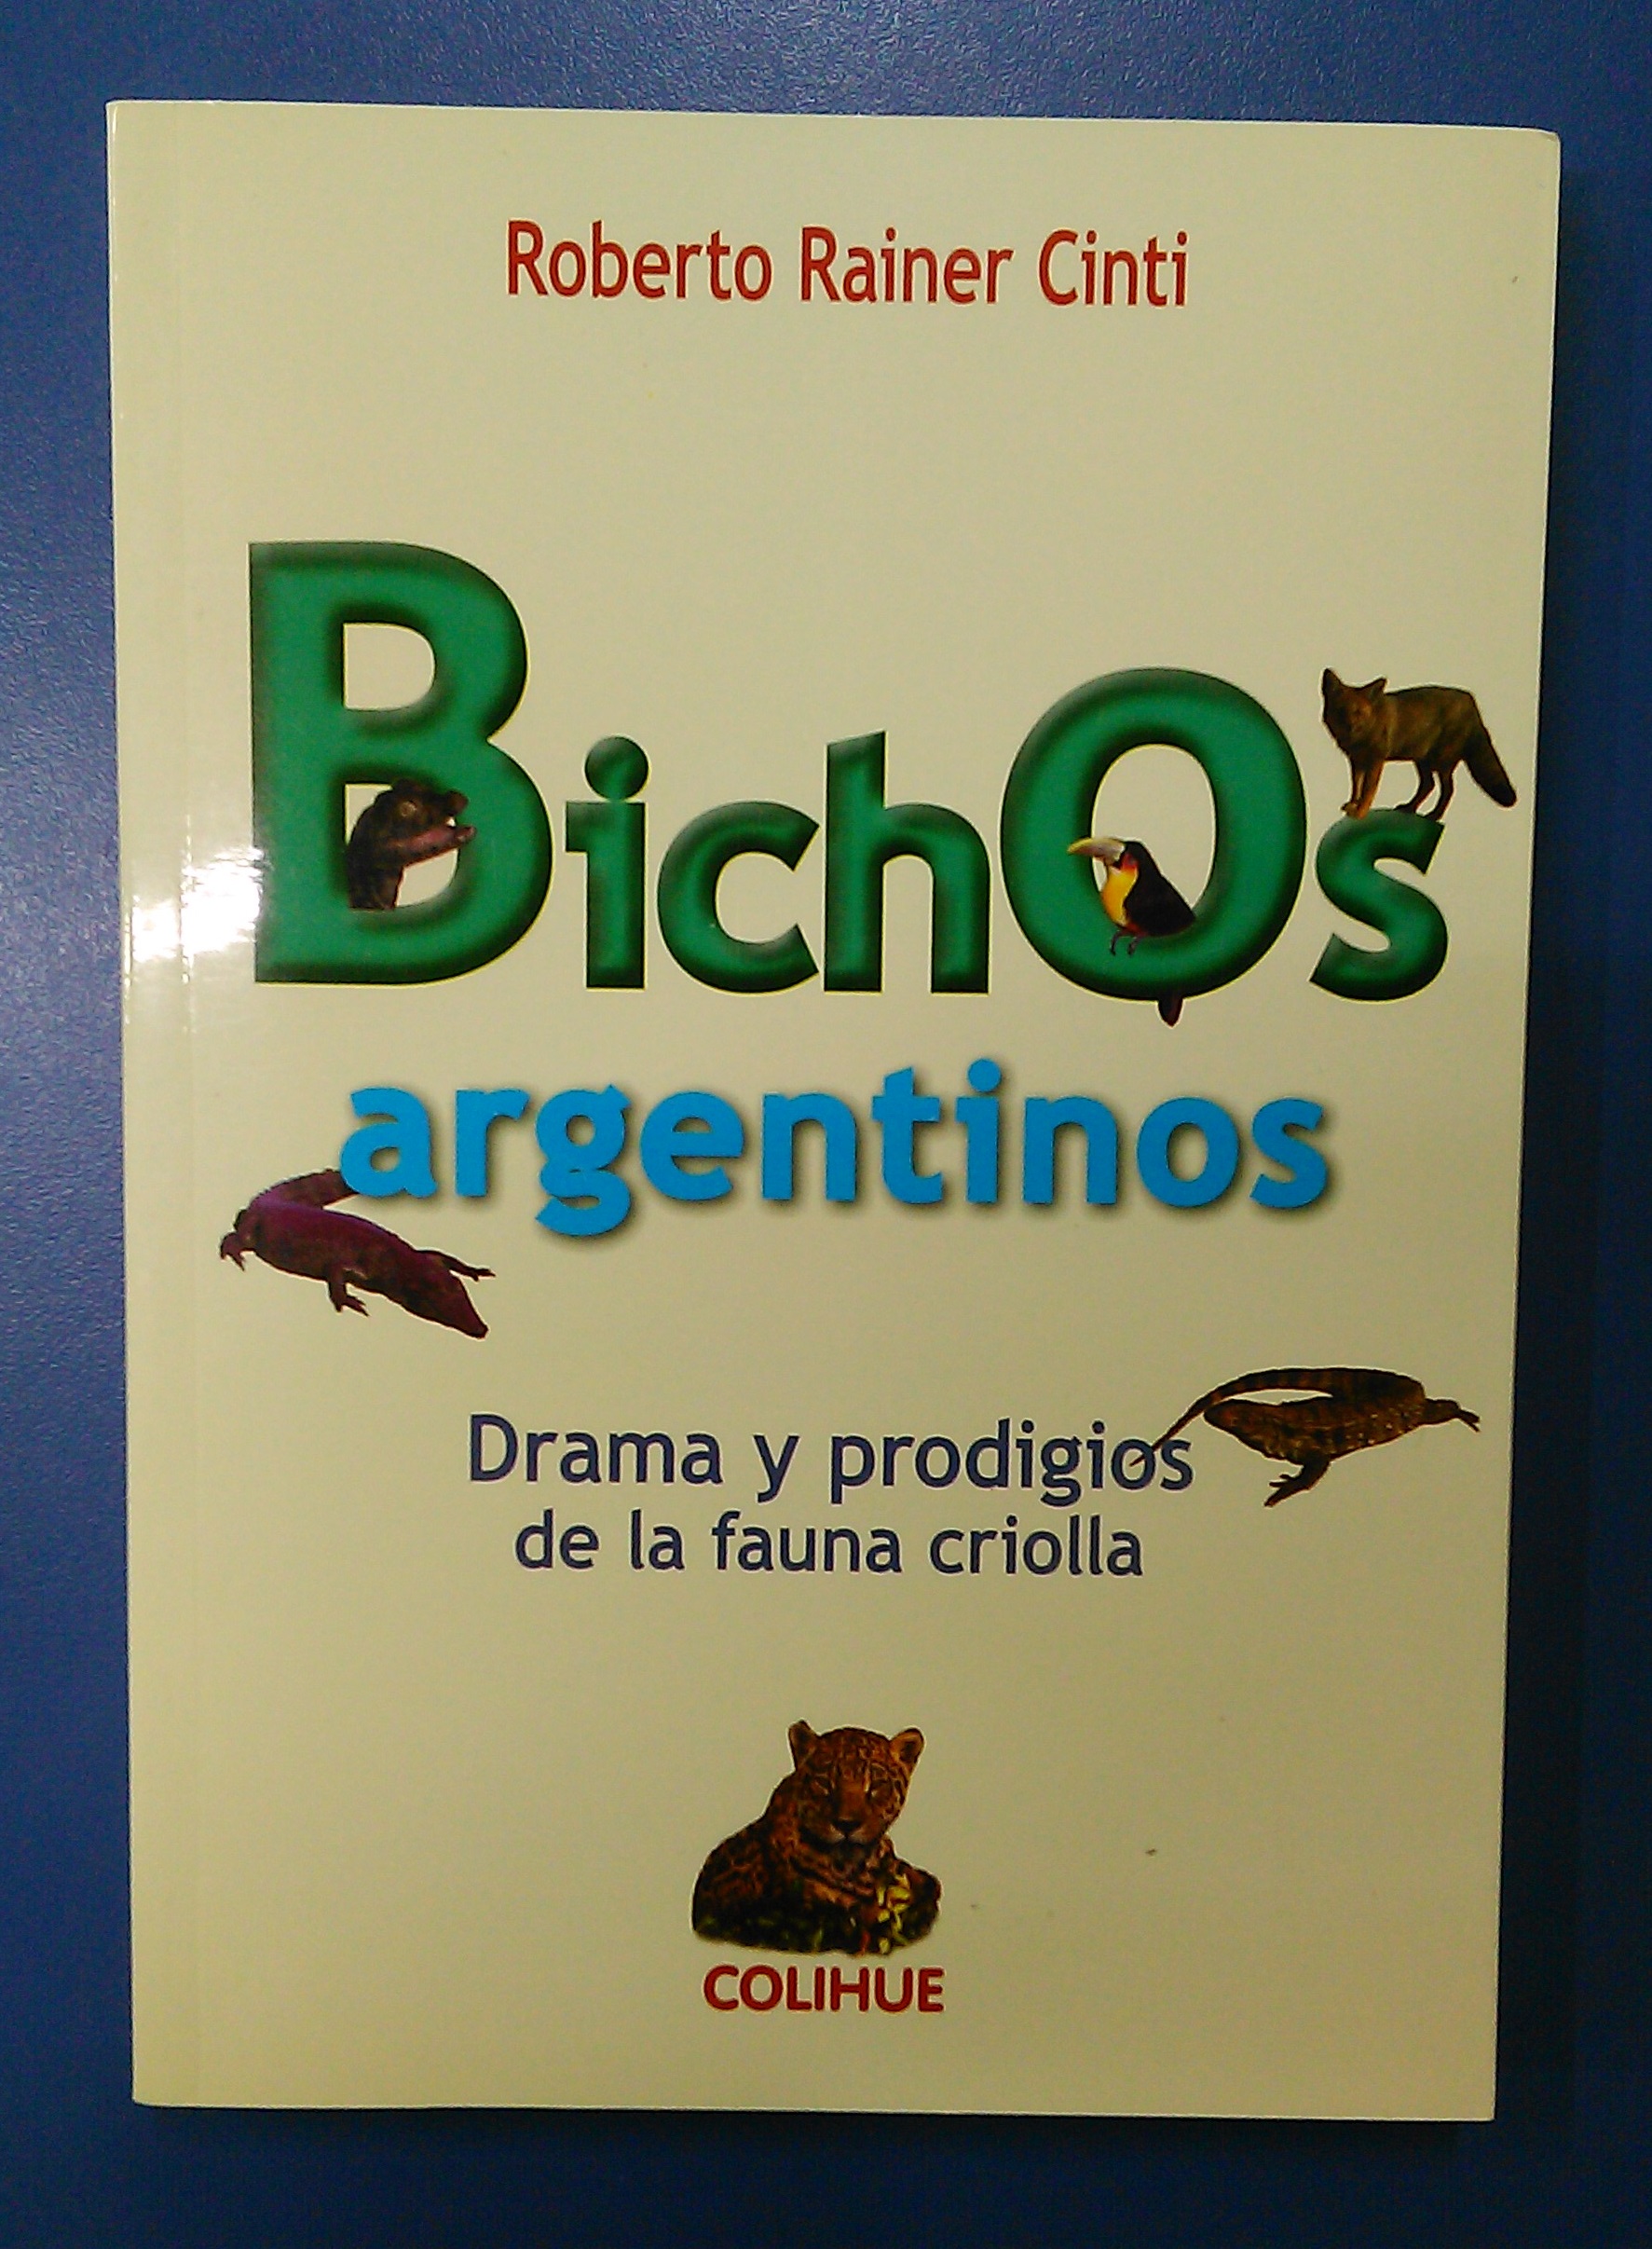 Roberto Rainer Cinti
BichOs
argentinos
Drama y prodigios
de la fauna criolla
COLIHUE